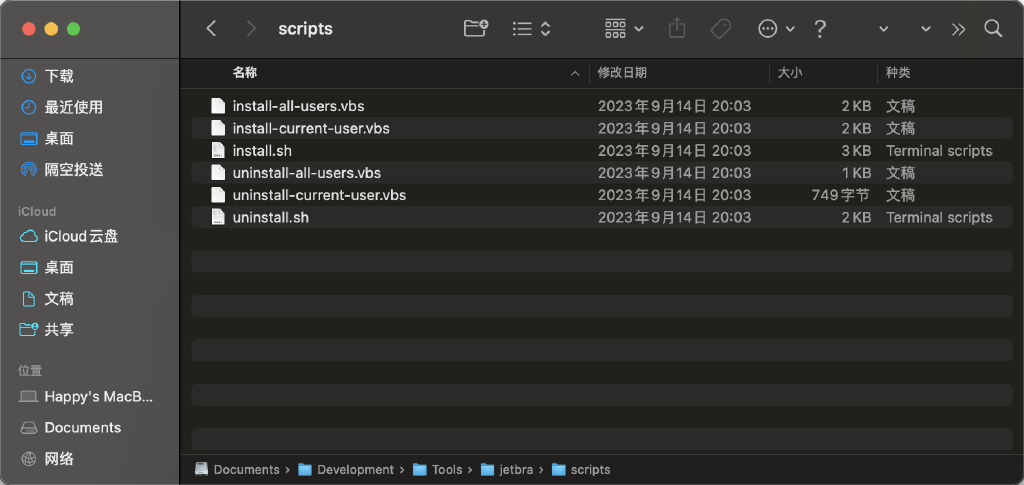 scripts
下载
最近使用
桌面
隔空投送
iCloud
iCloud云盘
桌面
文稿
共享
位置
Happy's MacB...
Documents
网络
名称 修改日期 大小 种类
install-all-users.vbs 2023年9月14日 20:03 2 KB 文稿
install-current-user.vbs 2023年9月14日 20:03 2 KB 文稿
install.sh 2023年9月14日 20:03 3 KB Terminal scripts
uninstall-all-users.vbs 2023年9月14日 20:03 1 KB 文稿
uninstall-current-user.vbs 2023年9月14日 20:03 749字节 文稿
uninstall.sh 2023年9月14日 20:03 2 KB Terminal scripts
Documents › Development › Tools › jetbra › scripts